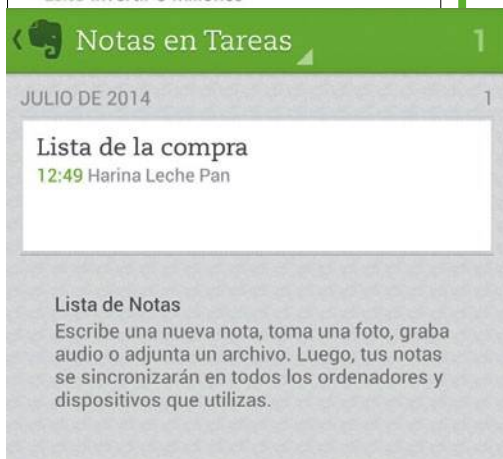 Notas en Tareas 1
JULIO DE 2014 1
Lista de la compra
12:49 Harina Leche Pan
Lista de Notas
Escribe una nueva nota, toma una foto, graba
audio o adjunta un archivo. Luego, tus notas
se sincronizarán en todos los ordenadores y
dispositivos que utilizas.